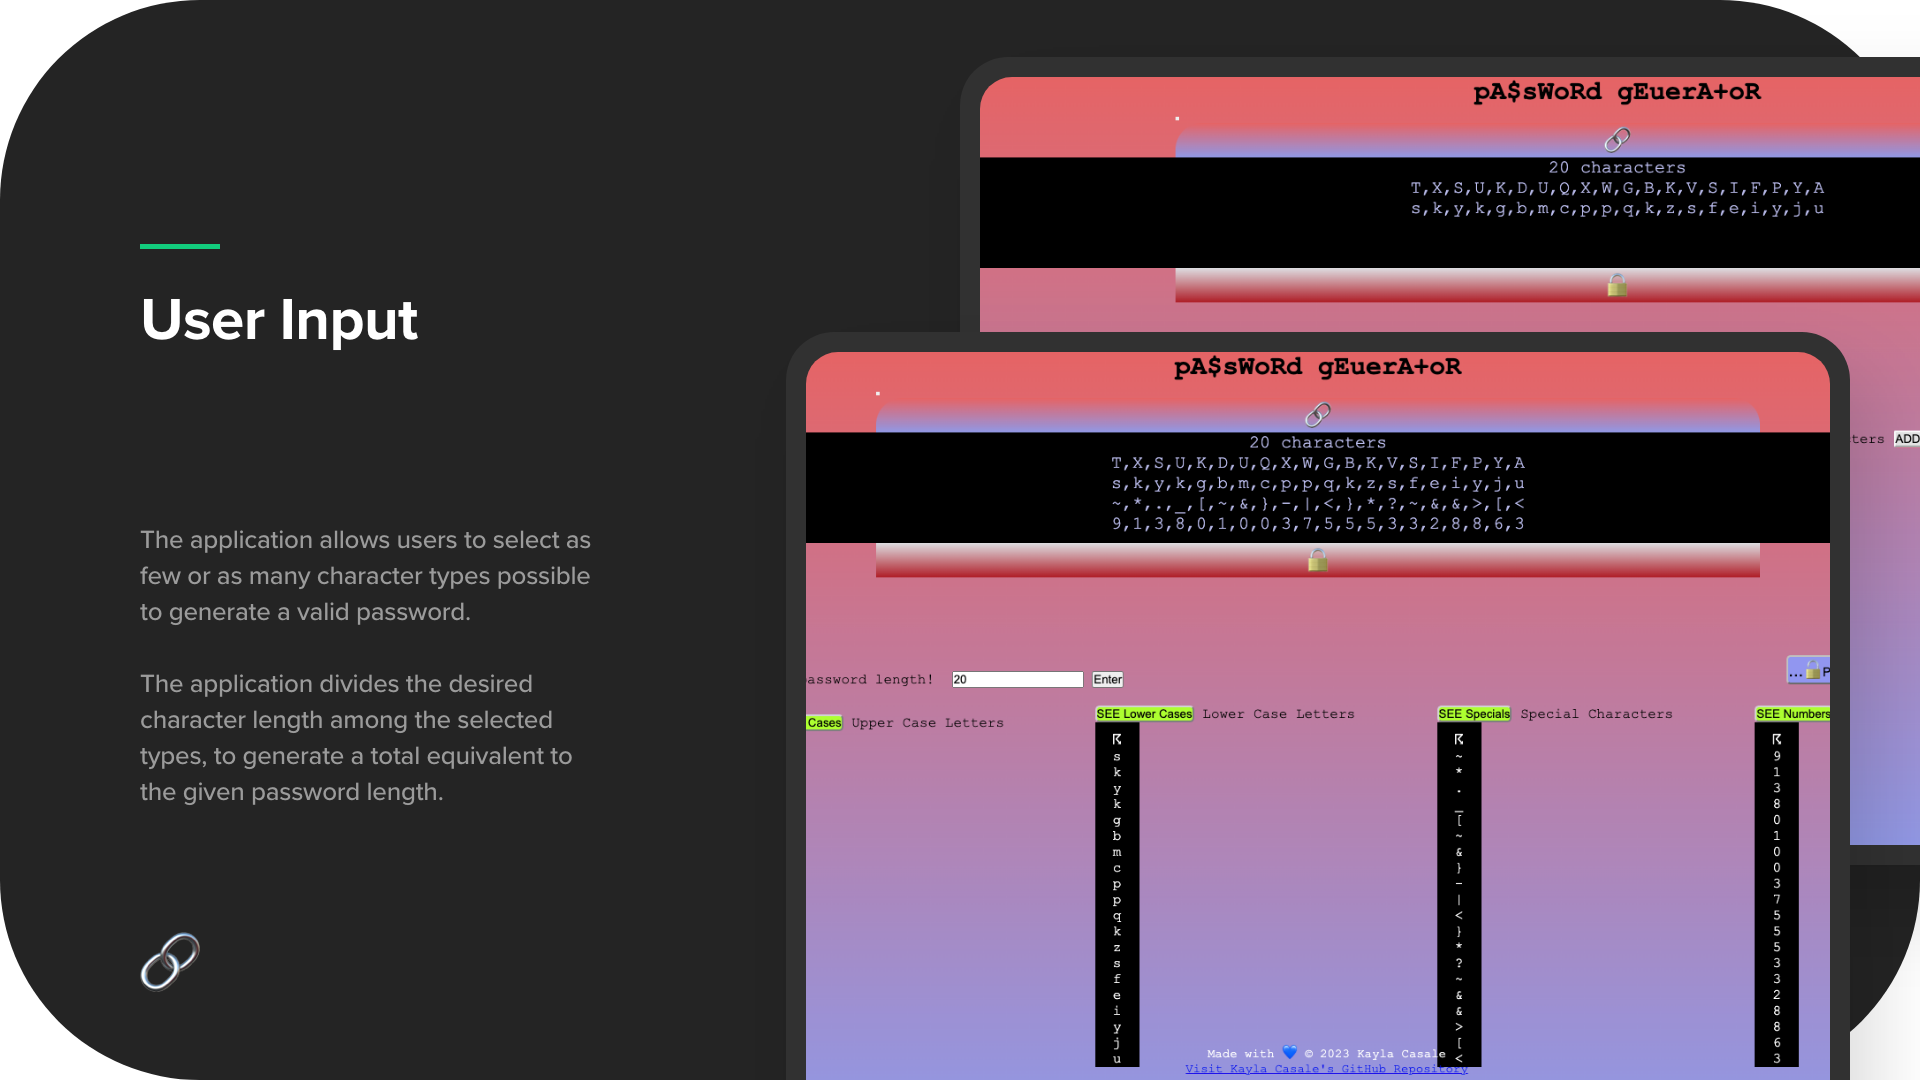 User Input
The application allows users to select as
few or as many character types possible
to generate a valid password.
The application divides the desired
character length among the selected
types, to generate a total equivalent to
the given password length.
pA$sWoRd gEuerA+oR
20 characters
T,X,S,U,K,D,U,Q,X,W,G,B,K,V,S,I,F,P,Y,A
s,k,y,k,g,b,m,c,p,p,q,k,z,s,f,e,i,y,j,u
ADD
pA$sWoRd gEuerA+oR
20 characters
T,X,S,U,K,D,U,Q,X,W,G,B,K,V,S,I,F,P,Y,A
s,k,y,k,g,b,m,c,p,p,q,k,z,s,f,e,i,y,j,u
~,*,.,_,[,~,&,},-,|,<,},*,?,~,&,&,>,[,<
9,1,3,8,0,1,0,0,3,7,5,5,5,3,3,2,8,8,6,3
assword length! 20 Enter
... P
Cases Upper Case Letters
SEE Lower Cases Lower Case Letters
s
k
y
k
g
b
m
c
p
p
q
k
z
s
f
e
i
y
j
u
SEE Specials Special Characters
~
*
.
_
[
~
&
}
-
|
<
}
*
?
~
&
&
>
[
<
SEE Numbers
9
1
3
8
0
1
0
0
3
7
5
5
5
3
3
2
8
8
6
3
Made with 💙 © 2023 Kayla Casale
Visit Kayla Casale's GitHub Repository